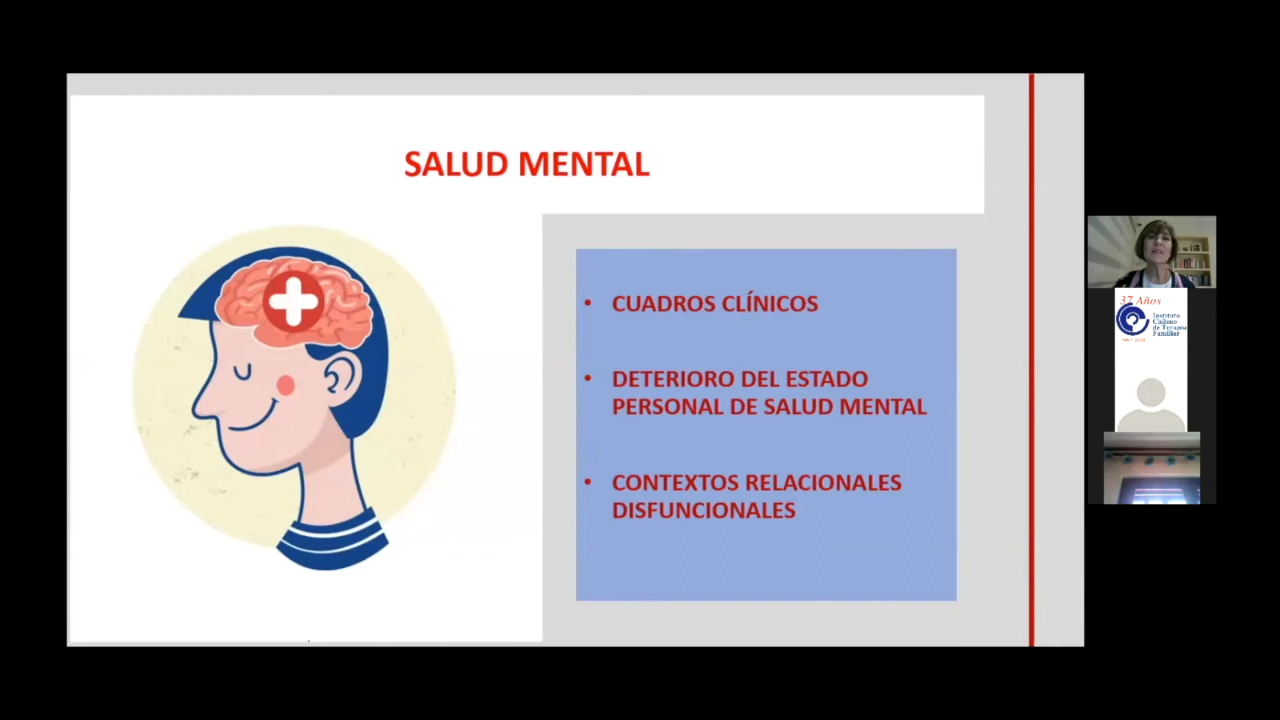 SALUD MENTAL
• CUADROS CLÍNICOS
• DETERIORO DEL ESTADO
PERSONAL DE SALUD MENTAL
• CONTEXTOS RELACIONALES
DISFUNCIONALES
37 Años
Instituto
Chileno
de Terapia
Familiar